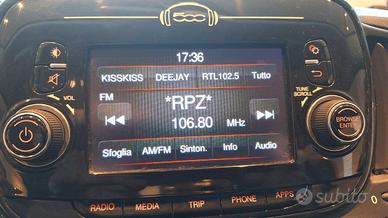 500
17:36
KISSKISS DEEJAY RTL102.5 Tutto
FM
*RPZ*
106.80 MHz
Sfoglia AM/FM Sinton. Info Audio
VOL
TUNE
SCROLL
BROWSE
ENTER
RADIO MEDIA TRIP PHONE APPS
subito